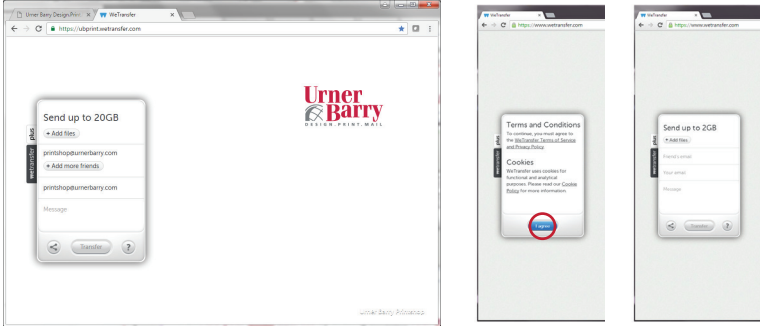 Urner Barry Design.Print. ×
WeTransfer ×
https://ubprint.wetransfer.com
Urner
Barry
DESIGN.PRINT.MAIL
Send up to 20GB
+ Add files
printshop@urnerbarry.com
+ Add more friends
printshop@urnerbarry.com
Message
Transfer ?
plus
wetransfer
Urner Barry Printshop
WeTransfer ×
https://www.wetransfer.com
Terms and Conditions
To continue, you must agree to
the WeTransfer Terms of Service
and Privacy Policy
Cookies
WeTransfer uses cookies for
functional and analytical
purposes. Please read our Cookie
Policy for more information
I agree
plus
wetransfer
WeTransfer ×
https://www.wetransfer.com
Send up to 2GB
+ Add files
Friend's email
Your email
Message
Transfer ?
plus
wetransfer